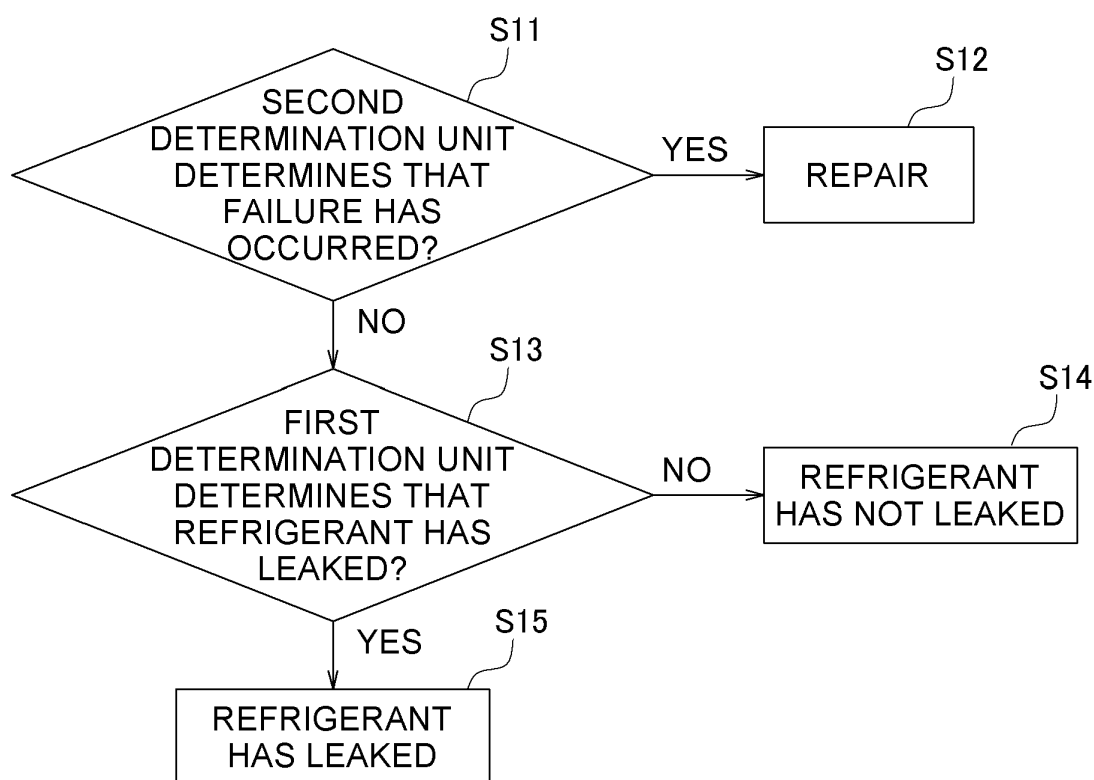 S11
SECOND
DETERMINATION UNIT
DETERMINES THAT
FAILURE HAS
OCCURRED?
YES
S12
REPAIR
NO
S13
FIRST
DETERMINATION UNIT
DETERMINES THAT
REFRIGERANT HAS
LEAKED?
NO
S14
REFRIGERANT
HAS NOT LEAKED
YES
S15
REFRIGERANT
HAS LEAKED